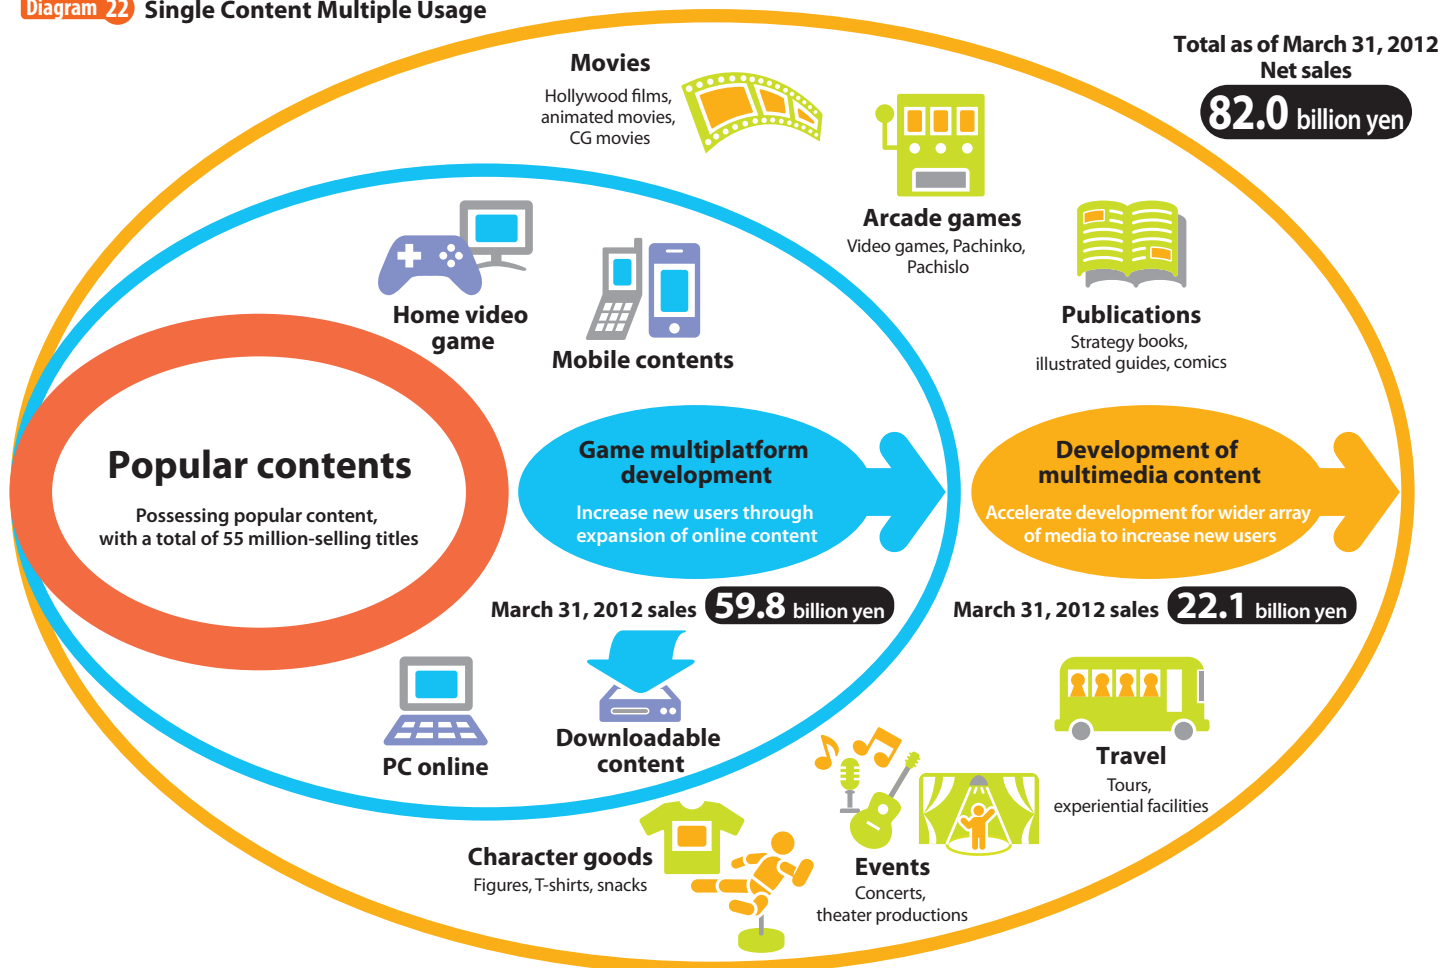 Diagram 22 Single Content Multiple Usage
Total as of March 31, 2012
Net sales
82.0 billion yen
Movies
Hollywood films,
animated movies,
CG movies
Arcade games
Video games, Pachinko,
Pachislo
Publications
Strategy books,
illustrated guides, comics
Home video
game
Mobile contents
Popular contents
Possessing popular content,
with a total of 55 million-selling titles
Game multiplatform
development
Increase new users through
expansion of online content
Development of
multimedia content
Accelerate development for wider array
of media to increase new users
March 31, 2012 sales 59.8 billion yen
March 31, 2012 sales 22.1 billion yen
PC online
Downloadable
content
Travel
Tours,
experiential facilities
Character goods
Figures, T-shirts, snacks
Events
Concerts,
theater productions